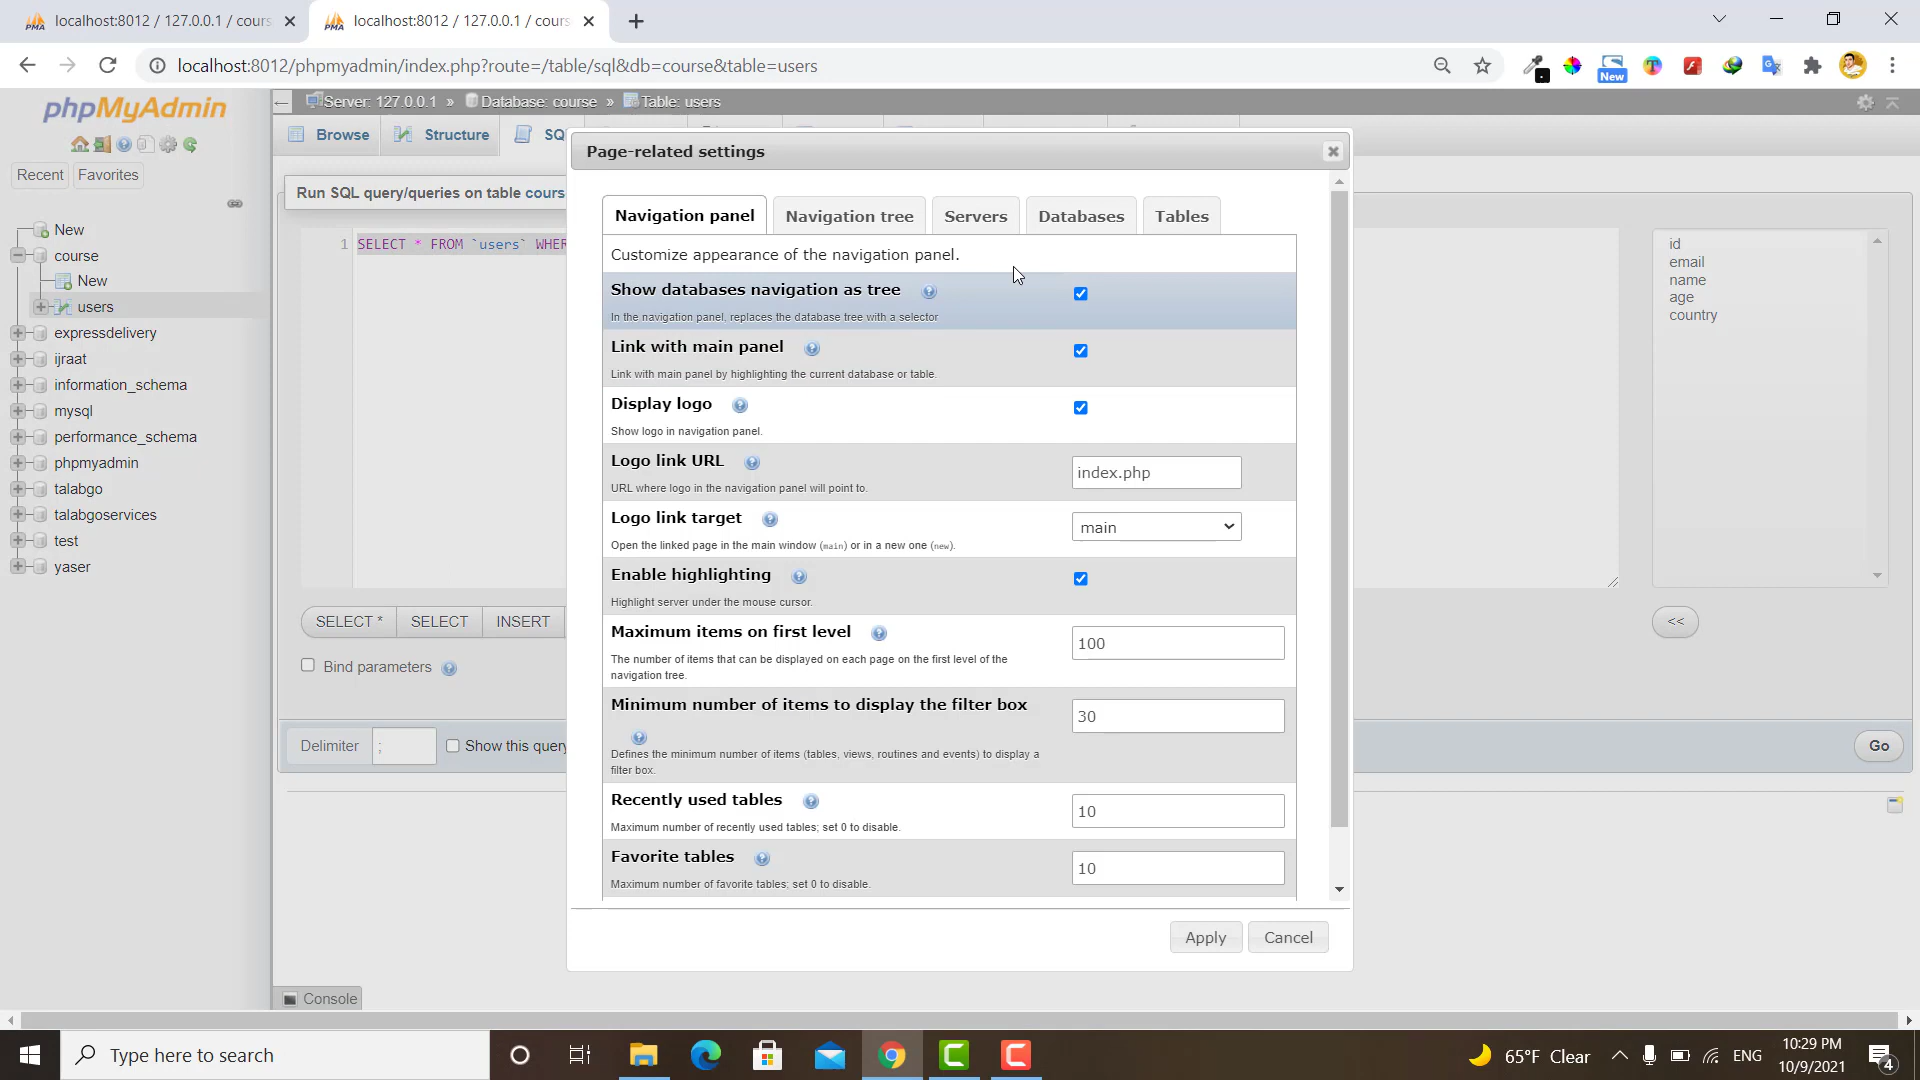 localhost:8012 / 127.0.0.1 / cours
localhost:8012 / 127.0.0.1 / cours
localhost:8012/phpmyadmin/index.php?route=/table/sql&db=course&table=users
New
phpMyAdmin
Recent
Favorites
New
course
New
users
expressdelivery
ijraat
information_schema
mysql
performance_schema
phpmyadmin
talabgo
talabgoservices
test
yaser
Server: 127.0.0.1 » Database: course » Table: users
Browse
Structure
SQ
Run SQL query/queries on table cours
1 SELECT * FROM `users` WHER
SELECT *
SELECT
INSERT
Bind parameters
Delimiter ;
Show this query
Console
Page-related settings
Navigation panel
Navigation tree
Servers
Databases
Tables
Customize appearance of the navigation panel.
Show databases navigation as tree
In the navigation panel, replaces the database tree with a selector
Link with main panel
Link with main panel by highlighting the current database or table.
Display logo
Show logo in navigation panel.
Logo link URL
index.php
URL where logo in the navigation panel will point to.
Logo link target
main
Open the linked page in the main window (main) or in a new one (new).
Enable highlighting
Highlight server under the mouse cursor.
Maximum items on first level
100
The number of items that can be displayed on each page on the first level of the
navigation tree.
Minimum number of items to display the filter box
30
Defines the minimum number of items (tables, views, routines and events) to display a
filter box.
Recently used tables
10
Maximum number of recently used tables; set 0 to disable.
Favorite tables
10
Maximum number of favorite tables; set 0 to disable.
Apply
Cancel
id
email
name
age
country
<<
Go
Type here to search
65°F Clear
ENG
10:29 PM
10/9/2021
4